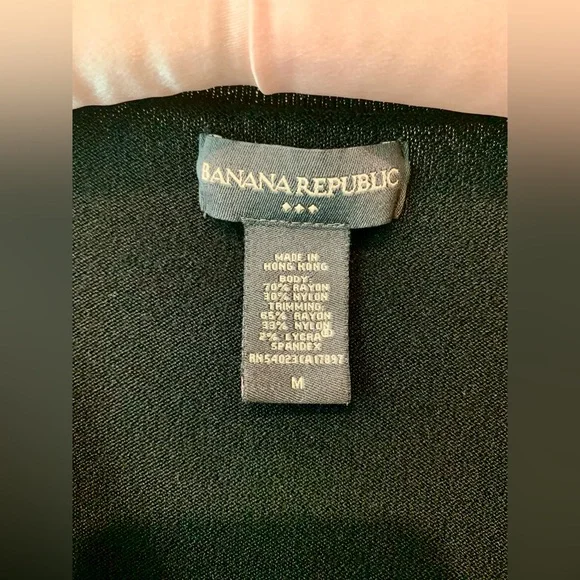 BANANA REPUBLIC
MADE IN
HONG KONG
BODY:
70% RAYON
30% NYLON
TRIMMING:
65% RAYON
33% NYLON
2% LYCRA®
SPANDEX
RN54023CA17897
M